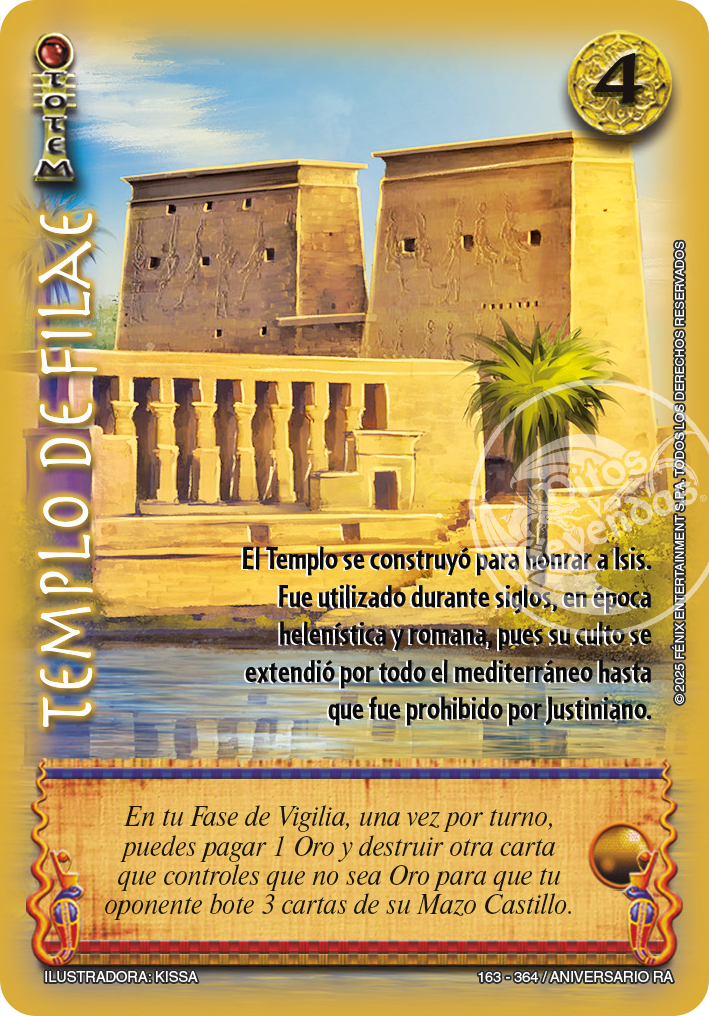 TOTEM
4
TEMPLO DE FILAE
El Templo se construyó para honrar a Isis.
Fue utilizado durante siglos, en época
helenística y romana, pues su culto se
extendió por todo el mediterráneo hasta
que fue prohibido por Justiniano.
©2025 FÉNIX ENTERTAINMENT S.P.A. TODOS LOS DERECHOS RESERVADOS
Mitos
Leyendas
En tu Fase de Vigilia, una vez por turno,
puedes pagar 1 Oro y destruir otra carta
que controles que no sea Oro para que tu
oponente bote 3 cartas de su Mazo Castillo.
ILUSTRADORA: KISSA
163 - 364 / ANIVERSARIO RA